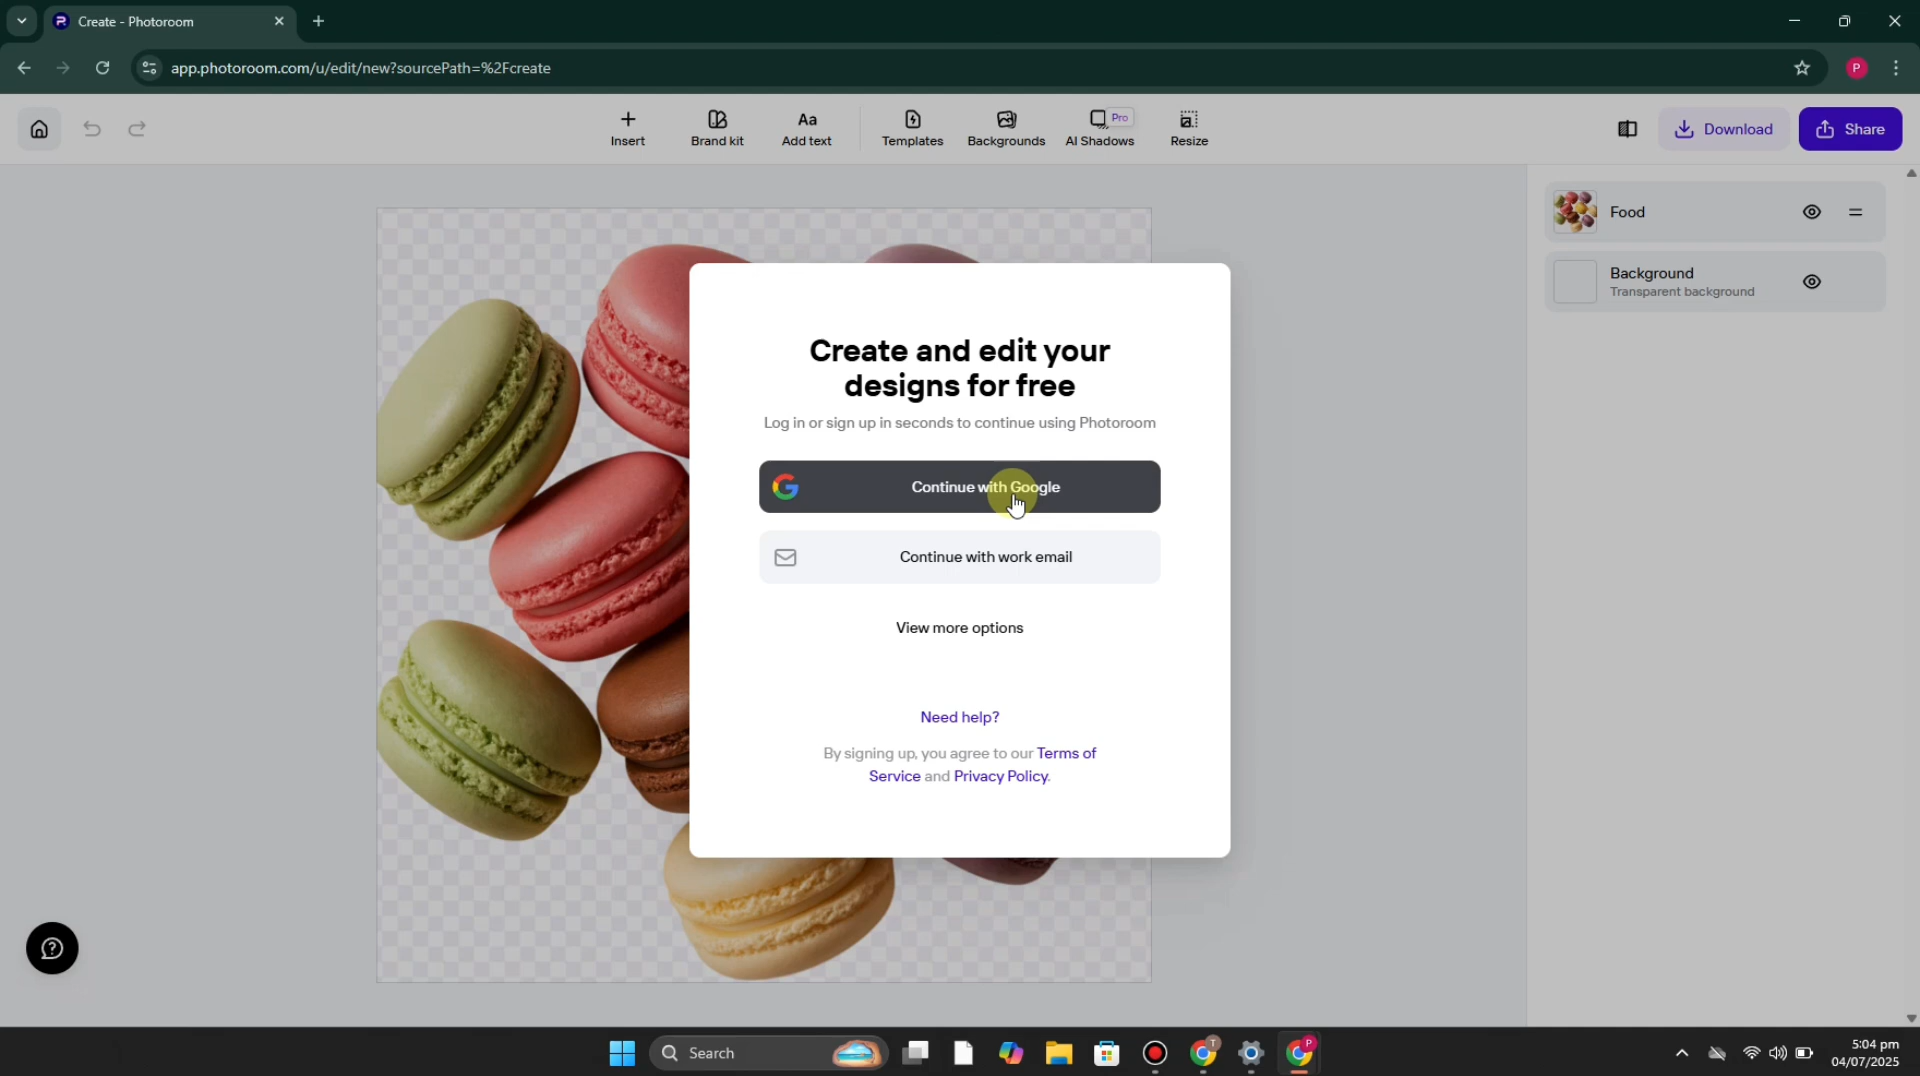 Create - Photoroom
P
app.photoroom.com/u/edit/new?sourcePath=%2Fcreate
P
Insert
Brand kit
Aa
Add text
Templates
Backgrounds
Pro
AI Shadows
Resize
Download
Share
Food
Background
Transparent background
Create and edit your
designs for free
Log in or sign up in seconds to continue using Photoroom
G
Continue with Google
Continue with work email
View more options
Need help?
By signing up, you agree to our Terms of
Service and Privacy Policy.
Search
T
P
5:04 pm
04/07/2025